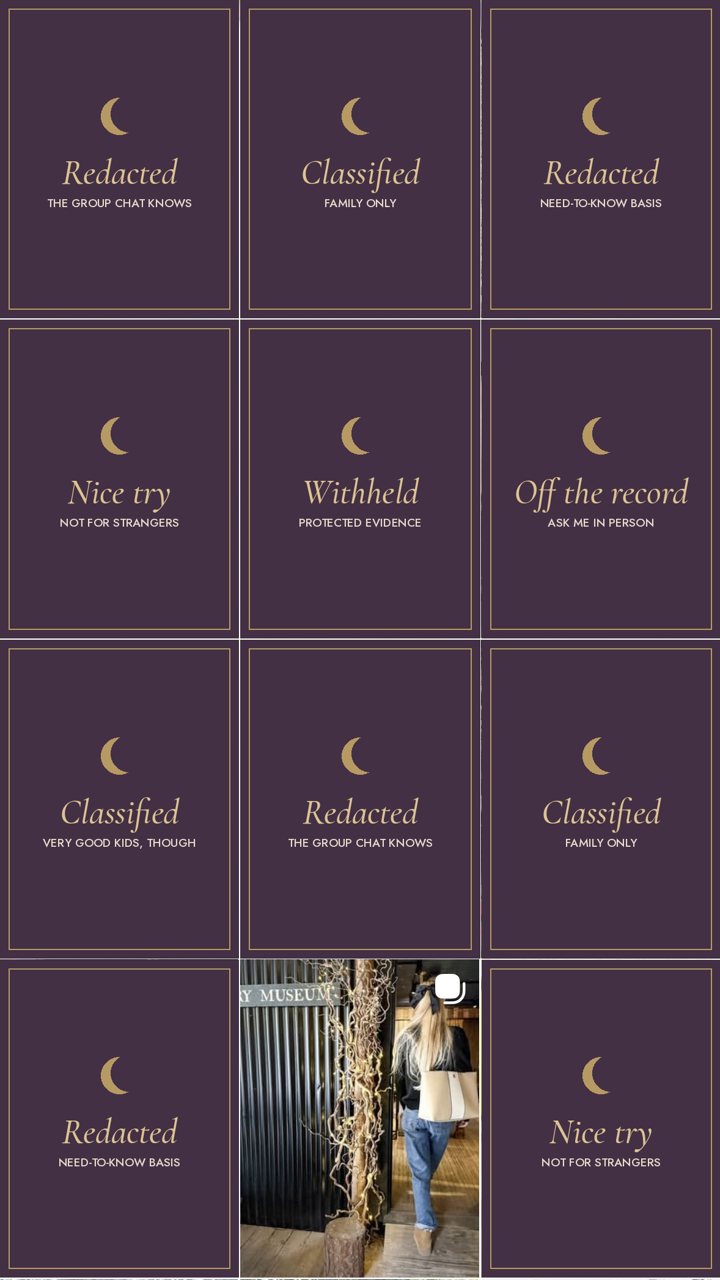 Redacted
THE GROUP CHAT KNOWS
Classified
FAMILY ONLY
Redacted
NEED-TO-KNOW BASIS
Nice try
NOT FOR STRANGERS
Withheld
PROTECTED EVIDENCE
Off the record
ASK ME IN PERSON
Classified
VERY GOOD KIDS, THOUGH
Redacted
THE GROUP CHAT KNOWS
Classified
FAMILY ONLY
Redacted
NEED-TO-KNOW BASIS
MUSEUM
Nice try
NOT FOR STRANGERS